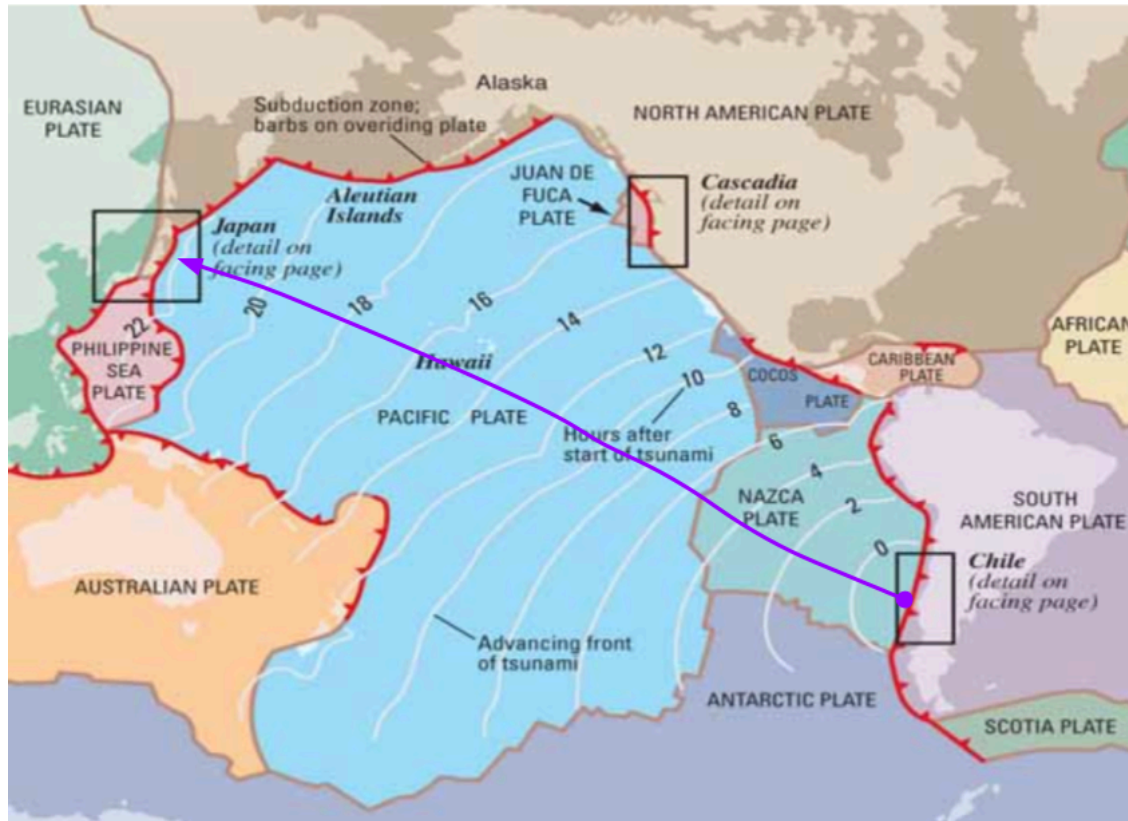 Alaska
EURASIAN
PLATE
Subduction zone;
barbs on overiding plate
NORTH AMERICAN PLATE
JUAN DE
FUCA
PLATE
Cascadia
(detail on
facing page)
Aleutian
Islands
Japan
(detail on
facing page)
22
20
18
16
14
12
10
8
6
4
2
0
PHILIPPINE
SEA
PLATE
Hawaii
PACIFIC PLATE
COCOS
PLATE
CARIBBEAN
PLATE
AFRICAN
PLATE
Hours after
start of tsunami
NAZCA
PLATE
SOUTH
AMERICAN PLATE
Chile
(detail on
facing page)
AUSTRALIAN PLATE
Advancing front
of tsunami
ANTARCTIC PLATE
SCOTIA PLATE